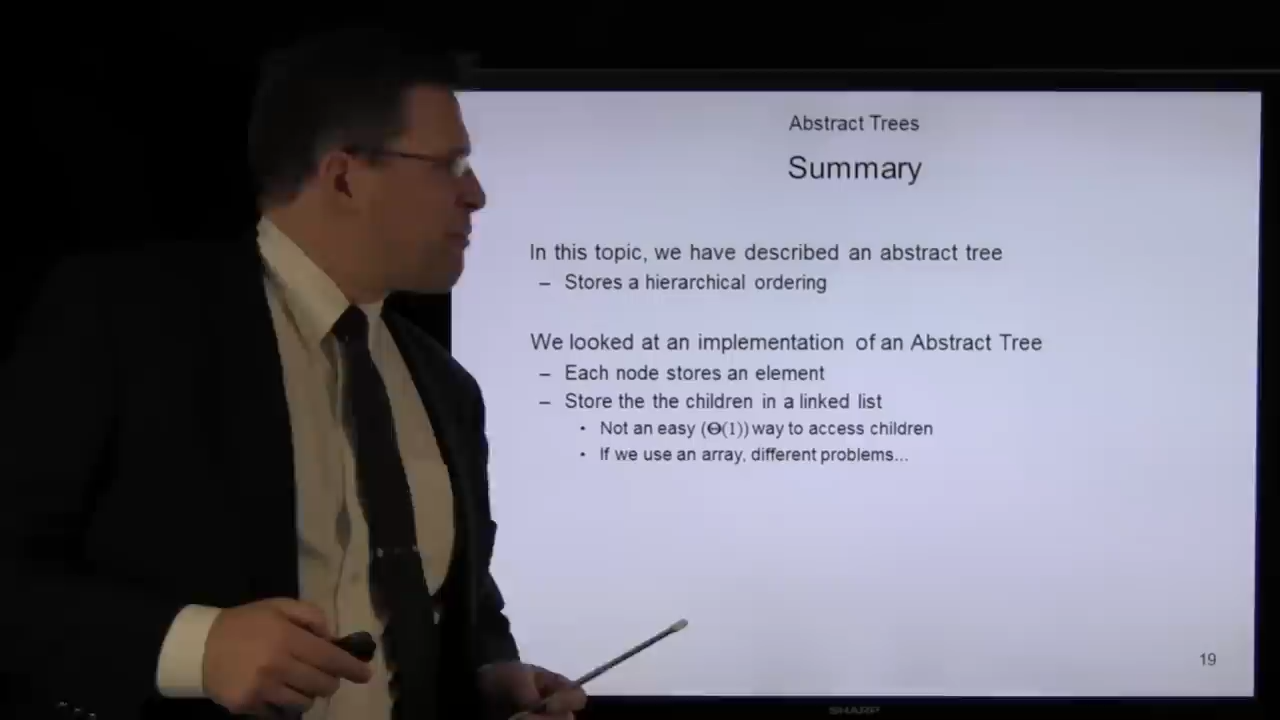 Abstract Trees
Summary
In this topic, we have described an abstract tree
– Stores a hierarchical ordering
We looked at an implementation of an Abstract Tree
– Each node stores an element
– Store the the children in a linked list
• Not an easy (Θ(1)) way to access children
• If we use an array, different problems...
19
SHARP